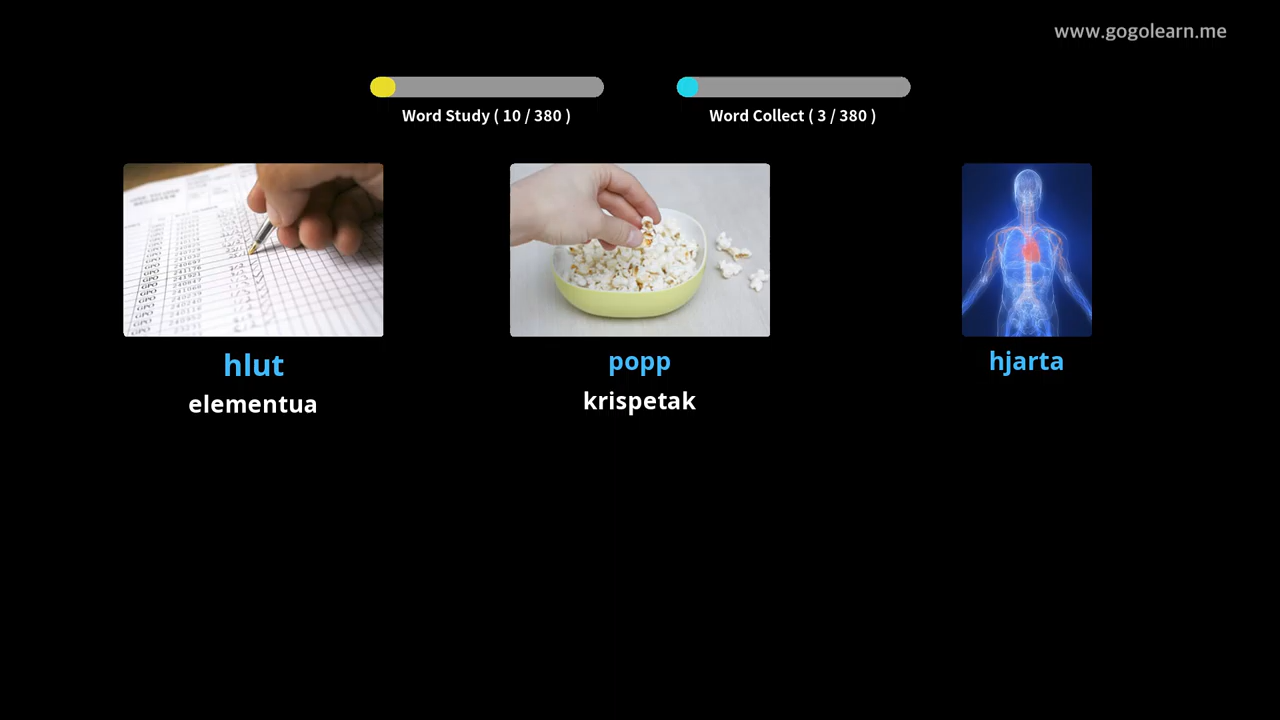 www.gogolearn.me
Word Study ( 10 / 380 )
Word Collect ( 3 / 380 )
hlut
elementua
popp
krispetak
hjarta